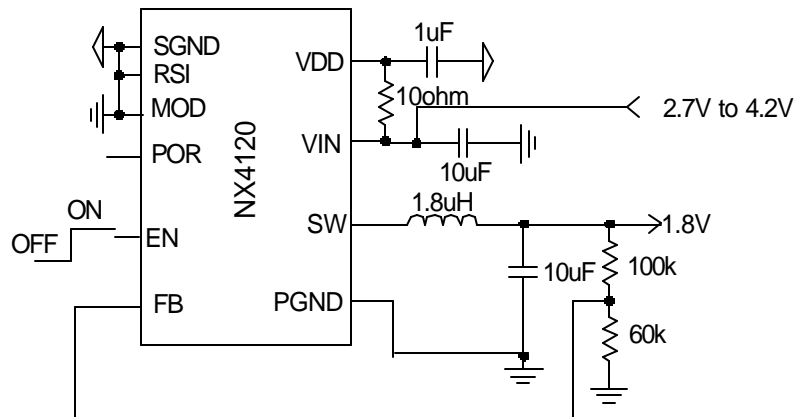 SGND
RSI
MOD
POR
ON
OFF
EN
FB
NX4120
VDD
VIN
SW
PGND
1uF
10ohm
2.7V to 4.2V
10uF
1.8uH
1.8V
10uF
100k
60k